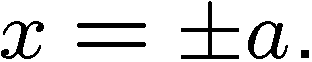 x = ±a.